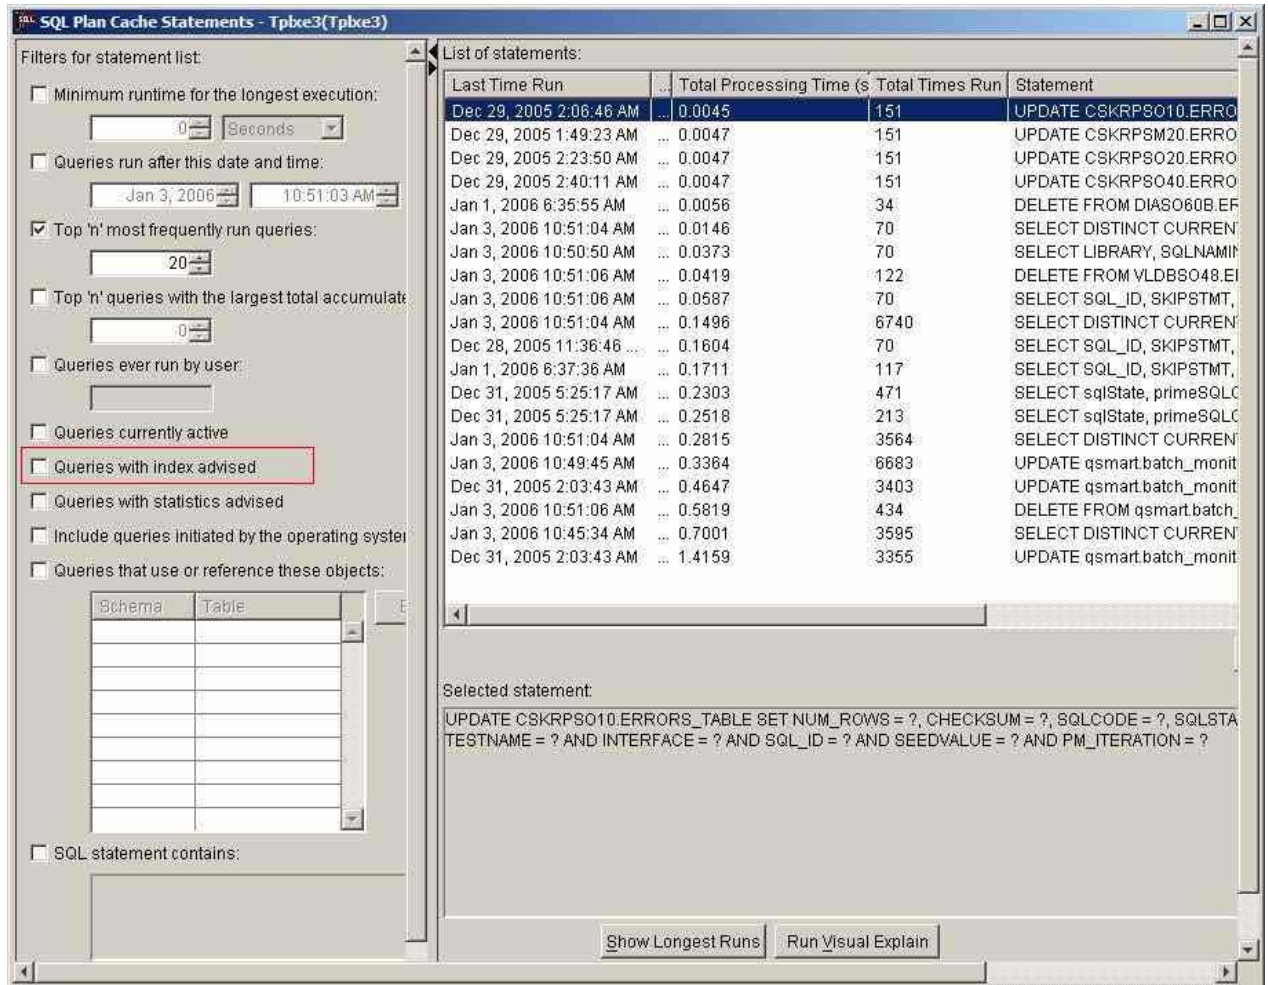 SQL SQL Plan Cache Statements - Tplxe3(Tplxe3)
Filters for statement list:
Minimum runtime for the longest execution:
0 Seconds
Queries run after this date and time:
Jan 3, 2006 10:51:03 AM
Top 'n' most frequently run queries:
20
Top 'n' queries with the largest total accumulate
0
Queries ever run by user:
Queries currently active
Queries with index advised
Queries with statistics advised
Include queries initiated by the operating syster
Queries that use or reference these objects:
Schema Table
SQL statement contains:
List of statements:
Last Time Run ... Total Processing Time (s Total Times Run Statement
Dec 29, 2005 2:06:46 AM ... 0.0045 151 UPDATE CSKRPSO10.ERRO
Dec 29, 2005 1:49:23 AM ... 0.0047 151 UPDATE CSKRPSM20.ERRO
Dec 29, 2005 2:23:50 AM ... 0.0047 151 UPDATE CSKRPSO20.ERRO
Dec 29, 2005 2:40:11 AM ... 0.0047 151 UPDATE CSKRPSO40.ERRO
Jan 1, 2006 6:35:55 AM ... 0.0056 34 DELETE FROM DIASO60B.ER
Jan 3, 2006 10:51:04 AM ... 0.0146 70 SELECT DISTINCT CURREN
Jan 3, 2006 10:50:50 AM ... 0.0373 70 SELECT LIBRARY, SQLNAMIN
Jan 3, 2006 10:51:06 AM ... 0.0419 122 DELETE FROM VLDBSO48.E
Jan 3, 2006 10:51:06 AM ... 0.0587 70 SELECT SQL_ID, SKIPSTMT,
Jan 3, 2006 10:51:04 AM ... 0.1496 6740 SELECT DISTINCT CURREN
Dec 28, 2005 11:36:46 ... ... 0.1604 70 SELECT SQL_ID, SKIPSTMT,
Jan 1, 2006 6:37:36 AM ... 0.1711 117 SELECT SQL_ID, SKIPSTMT,
Dec 31, 2005 5:25:17 AM ... 0.2303 471 SELECT sqlState, primeSQLC
Dec 31, 2005 5:25:17 AM ... 0.2518 213 SELECT sqlState, primeSQLC
Jan 3, 2006 10:51:04 AM ... 0.2815 3564 SELECT DISTINCT CURREN
Jan 3, 2006 10:49:45 AM ... 0.3364 6683 UPDATE qsmart.batch_monit
Dec 31, 2005 2:03:43 AM ... 0.4647 3403 UPDATE qsmart.batch_monit
Jan 3, 2006 10:51:06 AM ... 0.5819 434 DELETE FROM qsmart.batch_
Jan 3, 2006 10:45:34 AM ... 0.7001 3595 SELECT DISTINCT CURREN
Dec 31, 2005 2:03:43 AM ... 1.4159 3355 UPDATE qsmart.batch_monit
Selected statement:
UPDATE CSKRPSO10.ERRORS_TABLE SET NUM_ROWS = ?, CHECKSUM = ?, SQLCODE = ?, SQLSTA
TESTNAME = ? AND INTERFACE = ? AND SQL_ID = ? AND SEEDVALUE = ? AND PM_ITERATION = ?
Show Longest Runs Run Visual Explain